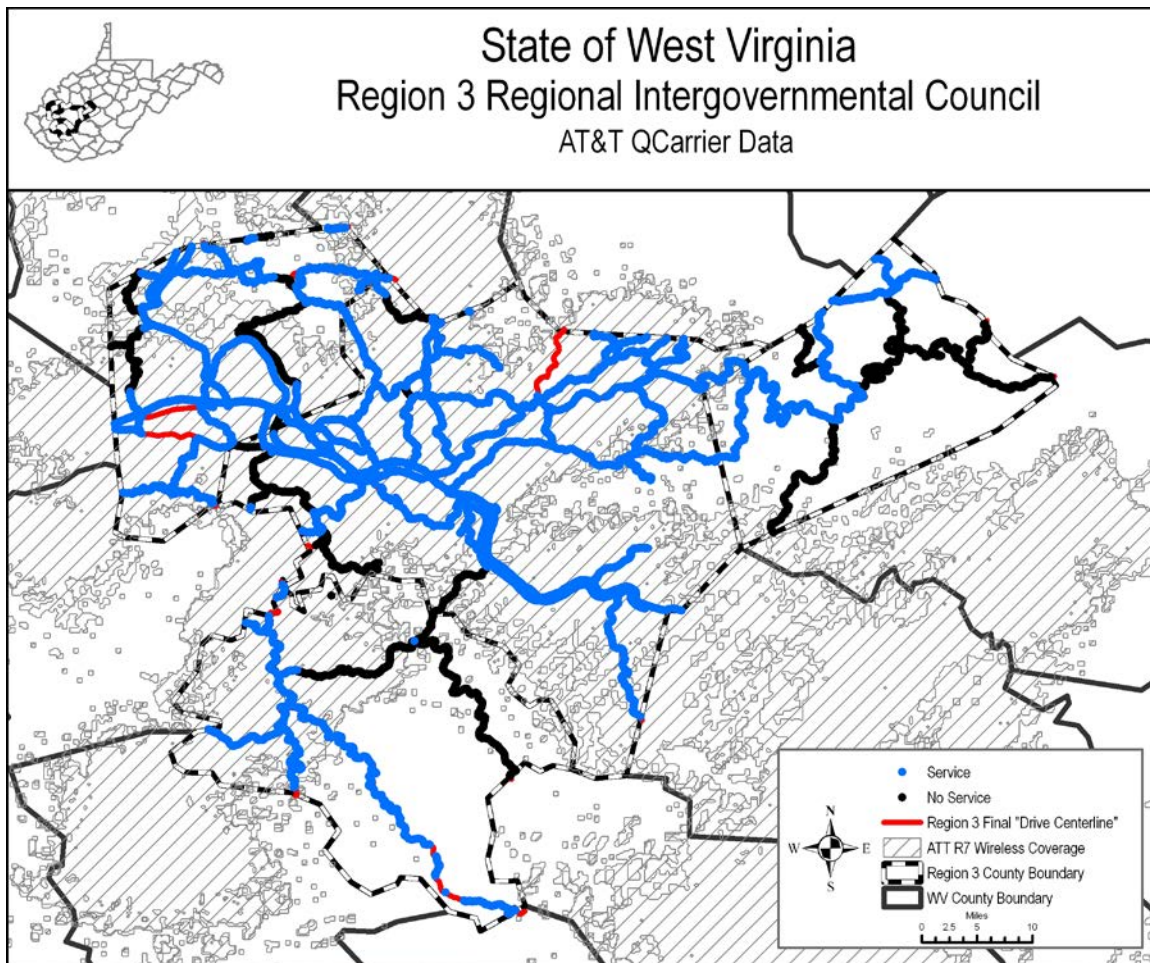 State of West Virginia
Region 3 Regional Intergovernmental Council
AT&T QCarrier Data
Service
No Service
Region 3 Final "Drive Centerline"
ATT R7 Wireless Coverage
Region 3 County Boundary
WV County Boundary
Miles
0 2.5 5 10
N
W E
S